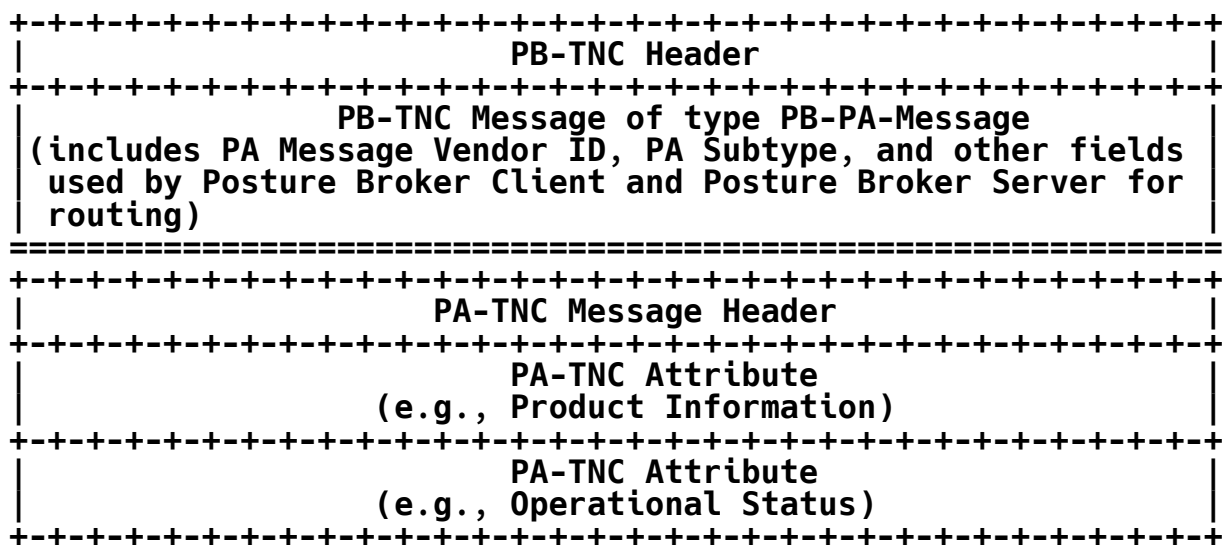 +-+-+-+-+-+-+-+-+-+-+-+-+-+-+-+-+-+-+-+-+-+-+-+-+-+-+-+-+-+-+-+-+
|                         PB-TNC Header                         |
+-+-+-+-+-+-+-+-+-+-+-+-+-+-+-+-+-+-+-+-+-+-+-+-+-+-+-+-+-+-+-+-+
|                PB-TNC Message of type PB-PA-Message           |
|(includes PA Message Vendor ID, PA Subtype, and other fields   |
| used by Posture Broker Client and Posture Broker Server for   |
| routing)                                                      |
=================================================================
+-+-+-+-+-+-+-+-+-+-+-+-+-+-+-+-+-+-+-+-+-+-+-+-+-+-+-+-+-+-+-+-+
|                     PA-TNC Message Header                     |
+-+-+-+-+-+-+-+-+-+-+-+-+-+-+-+-+-+-+-+-+-+-+-+-+-+-+-+-+-+-+-+-+
|                         PA-TNC Attribute                      |
|                  (e.g., Product Information)                  |
+-+-+-+-+-+-+-+-+-+-+-+-+-+-+-+-+-+-+-+-+-+-+-+-+-+-+-+-+-+-+-+-+
|                         PA-TNC Attribute                      |
|                  (e.g., Operational Status)                   |
+-+-+-+-+-+-+-+-+-+-+-+-+-+-+-+-+-+-+-+-+-+-+-+-+-+-+-+-+-+-+-+-+